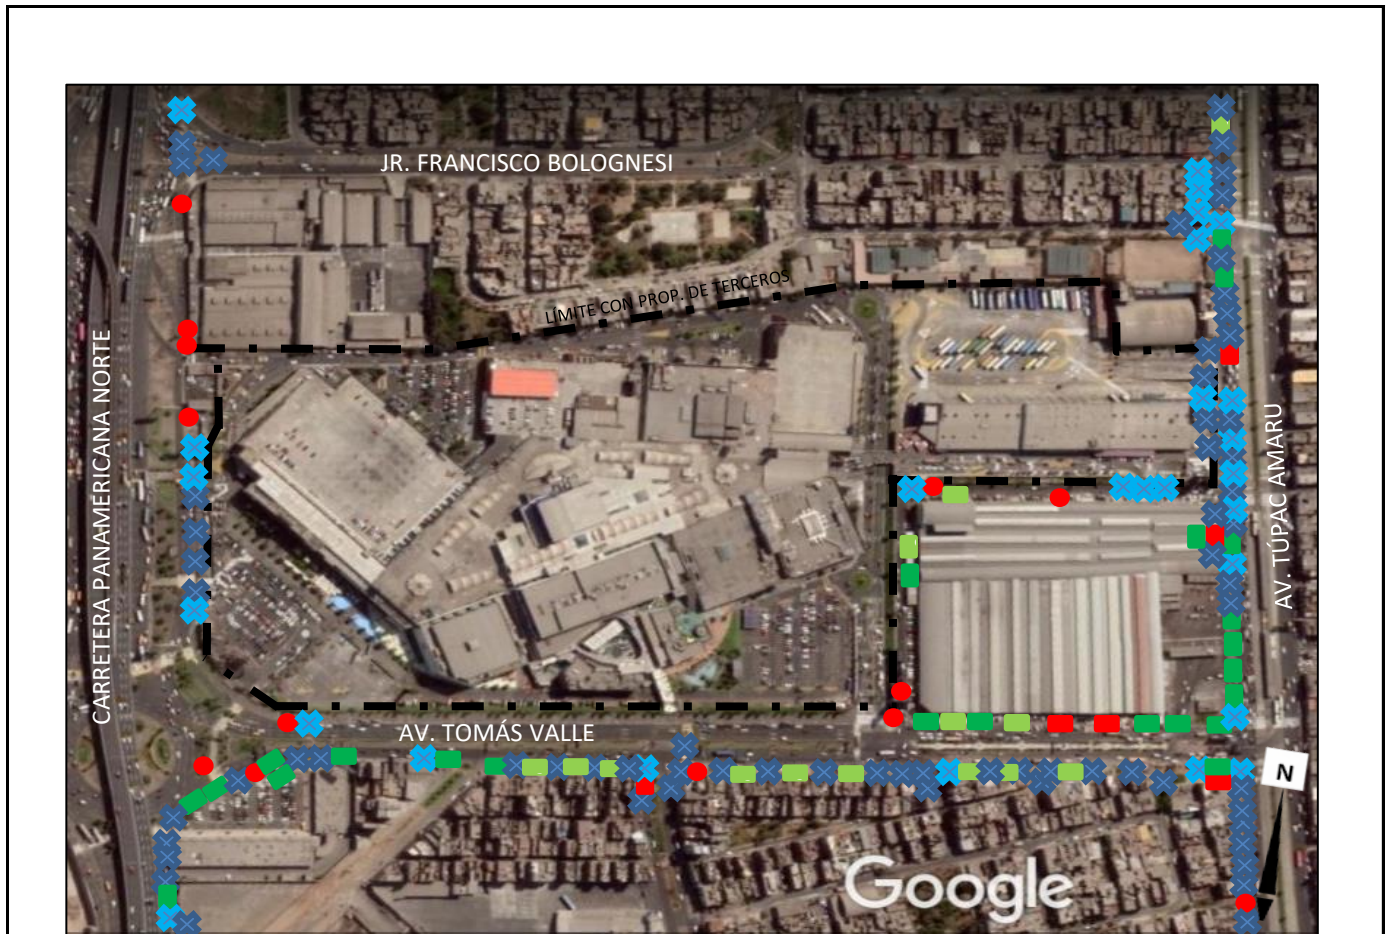 JR. FRANCISCO BOLOGNESI
LÍMITE CON PROP. DE TERCEROS
CARRETERA PANAMERICANA NORTE
AV. TÚPAC AMARU
AV. TOMÁS VALLE
N
Google